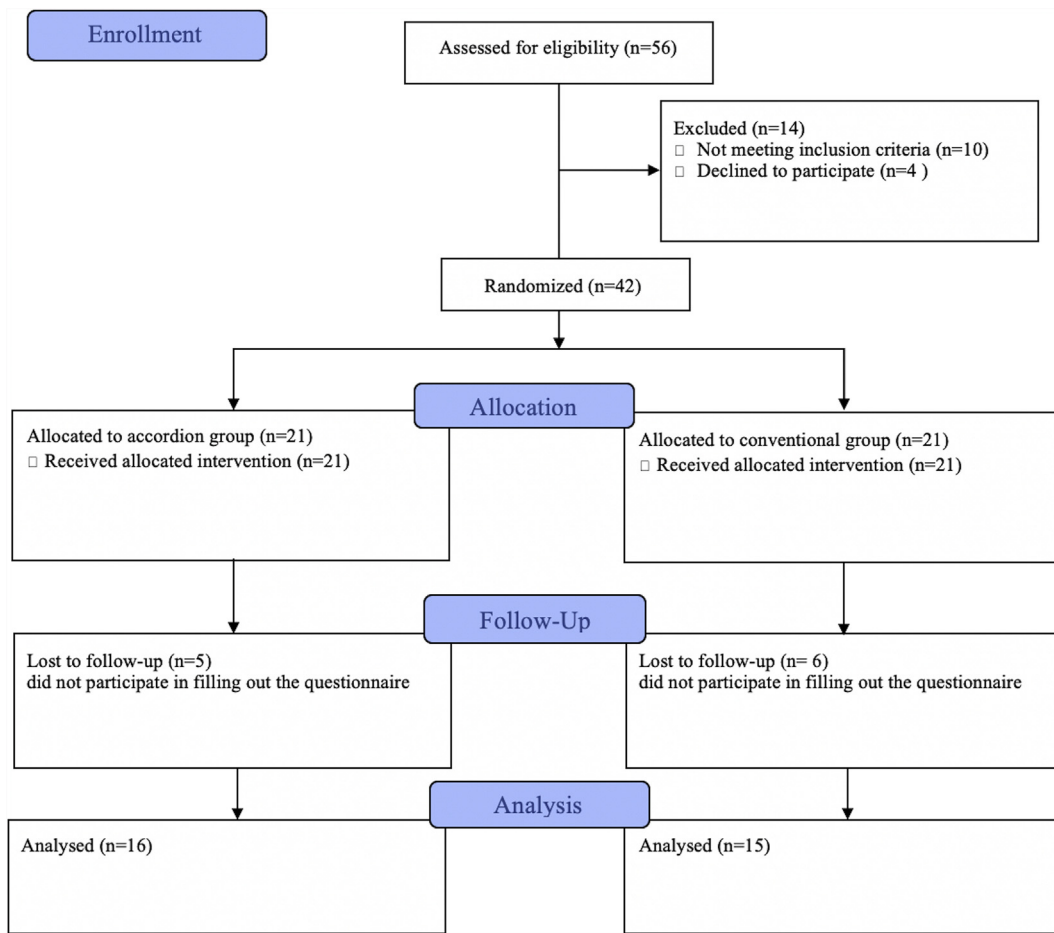 Enrollment
Assessed for eligibility (n=56)
Excluded (n=14)
□ Not meeting inclusion criteria (n=10)
□ Declined to participate (n=4 )
Randomized (n=42)
Allocation
Allocated to accordion group (n=21)
□ Received allocated intervention (n=21)
Allocated to conventional group (n=21)
□ Received allocated intervention (n=21)
Follow-Up
Lost to follow-up (n=5)
did not participate in filling out the questionnaire
Lost to follow-up (n= 6)
did not participate in filling out the questionnaire
Analysis
Analysed (n=16)
Analysed (n=15)